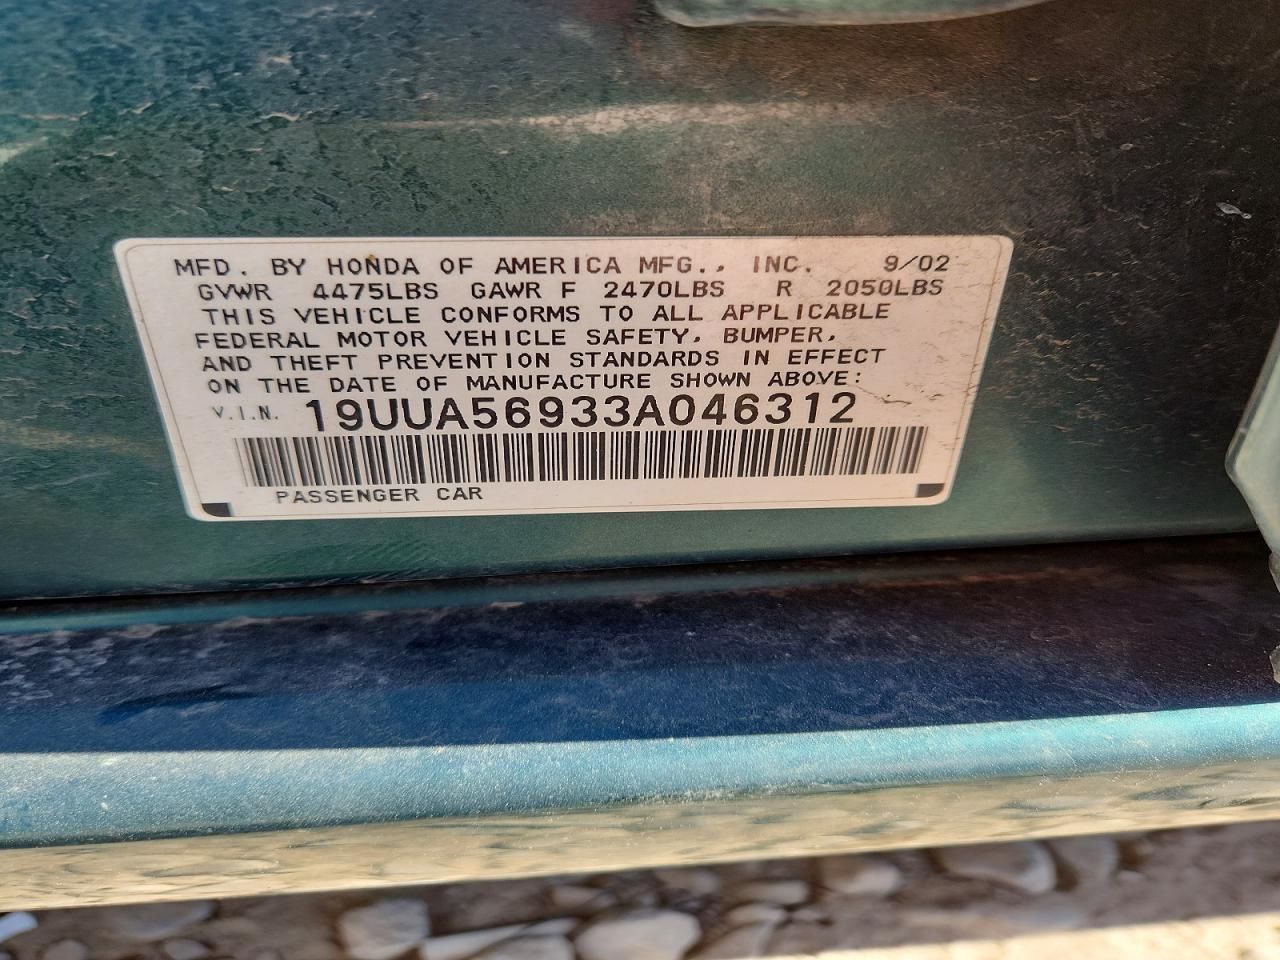 MFD. BY HONDA OF AMERICA MFG., INC. 9/02
GVWR 4475LBS GAWR F 2470LBS R 2050LBS
THIS VEHICLE CONFORMS TO ALL APPLICABLE
FEDERAL MOTOR VEHICLE SAFETY, BUMPER,
AND THEFT PREVENTION STANDARDS IN EFFECT
ON THE DATE OF MANUFACTURE SHOWN ABOVE:
V.I.N. 19UUA56933A046312
PASSENGER CAR